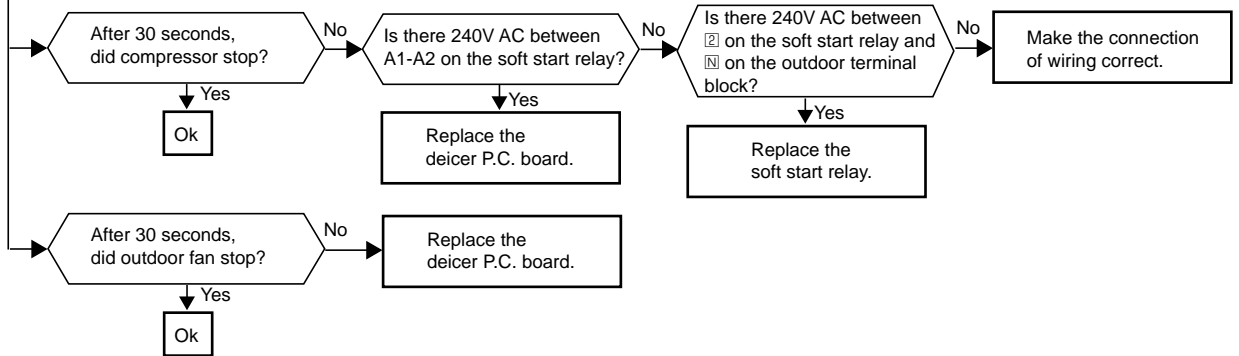 After 30 seconds,
did compressor stop?
No
Yes
Ok
Is there 240V AC between
A1-A2 on the soft start relay?
No
Yes
Replace the
deicer P.C. board.
Is there 240V AC between
2 on the soft start relay and
N on the outdoor terminal
block?
No
Yes
Replace the
soft start relay.
Make the connection
of wiring correct.
After 30 seconds,
did outdoor fan stop?
No
Yes
Ok
Replace the
deicer P.C. board.